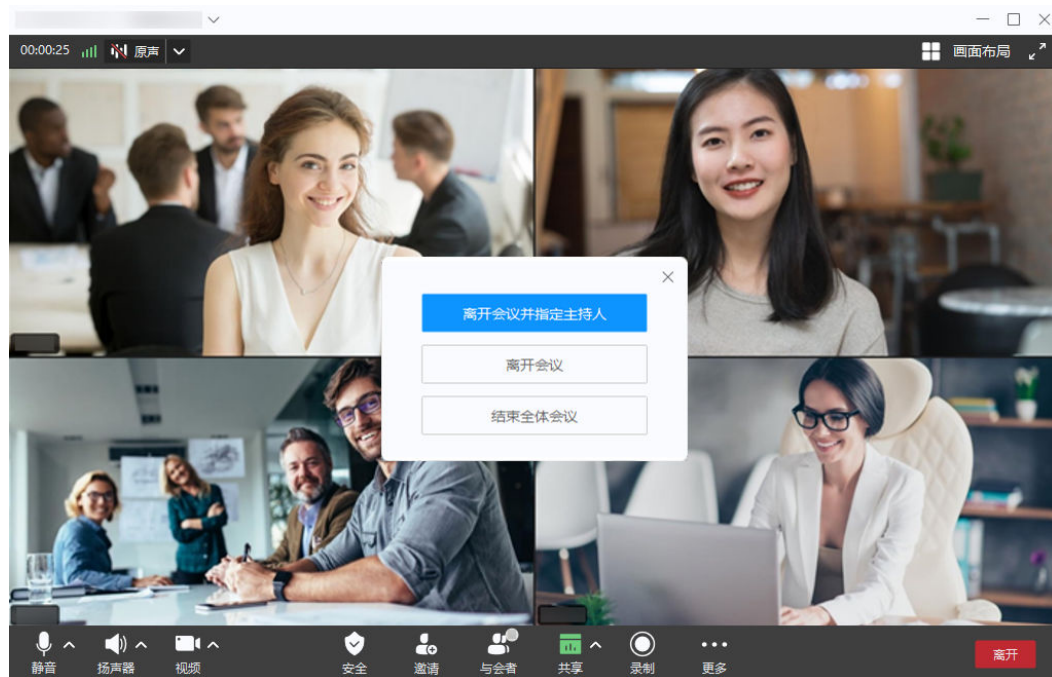 00:00:25 原声
画面布局
离开会议并指定主持人
离开会议
结束全体会议
静音
扬声器
视频
安全
邀请
与会者
共享
录制
更多
离开